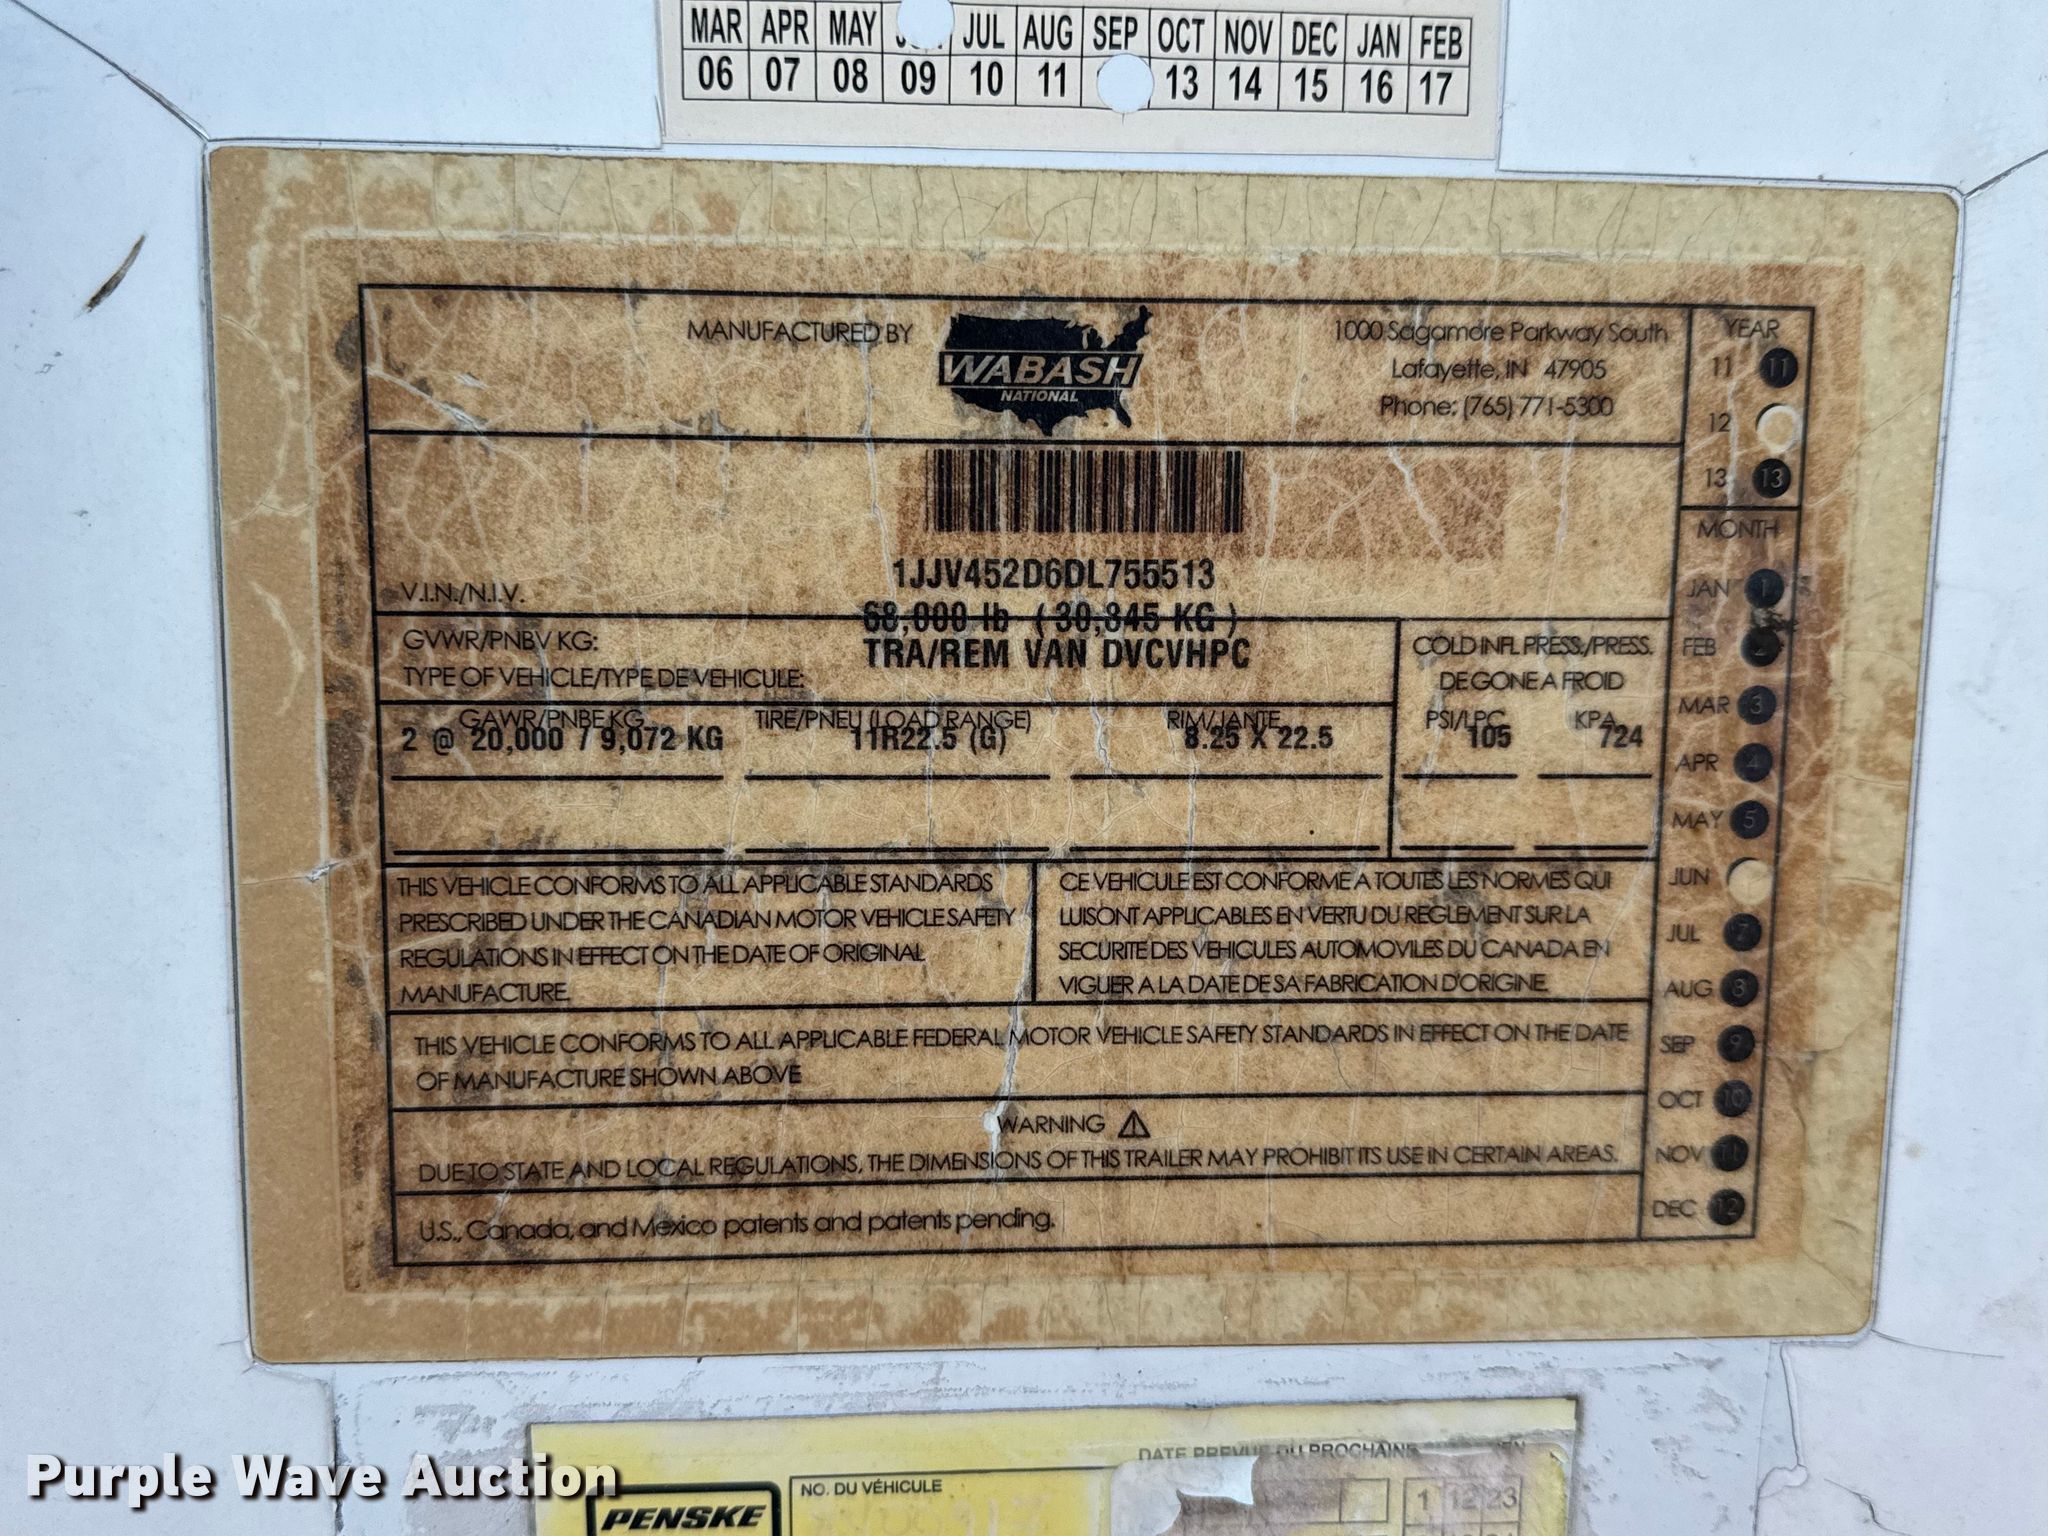 MAR APR MAY JUL AUG SEP OCT NOV DEC JAN FEB
06 07 08 09 10 11 13 14 15 16 17
MANUFACTURED BY
WABASH
NATIONAL
1000 Sagamore Parkway South
Lafayette, IN 47905
Phone: (765) 771-5300
YEAR
11 11
12
13 13
V.I.N./N.I.V.
1JJV452D6DL755513
GVWR/PNBV KG:
68,000 lb ( 30,845 KG )
TYPE OF VEHICLE/TYPE DE VEHICULE:
TRA/REM VAN DVCVHPC
COLD INFL PRESS./PRESS.
DE GONE A FROID
GAWR/PNBE KG TIRE/PNEU (LOAD RANGE) RIM/JANTE PSI/LPC KPA
2 @ 20,000 / 9,072 KG 11R22.5 (G) 8.25 X 22.5 105 724
THIS VEHICLE CONFORMS TO ALL APPLICABLE STANDARDS
PRESCRIBED UNDER THE CANADIAN MOTOR VEHICLE SAFETY
REGULATIONS IN EFFECT ON THE DATE OF ORIGINAL
MANUFACTURE.
CE VEHICULE EST CONFORME A TOUTES LES NORMES QUI
LUI SONT APPLICABLES EN VERTU DU REGLEMENT SUR LA
SECURITE DES VEHICULES AUTOMOVILES DU CANADA EN
VIGUER A LA DATE DE SA FABRICATION D'ORIGINE.
THIS VEHICLE CONFORMS TO ALL APPLICABLE FEDERAL MOTOR VEHICLE SAFETY STANDARDS IN EFFECT ON THE DATE
OF MANUFACTURE SHOWN ABOVE
WARNING
DUE TO STATE AND LOCAL REGULATIONS, THE DIMENSIONS OF THIS TRAILER MAY PROHIBIT ITS USE IN CERTAIN AREAS.
U.S., Canada, and Mexico patents and patents pending.
MONTH
JAN 1
FEB 2
MAR 3
APR 4
MAY 5
JUN
JUL 7
AUG 8
SEP 9
OCT 10
NOV 11
DEC 12
DATE PREVUE DU PROCHAIN
PENSKE
NO. DU VÉHICULE
1 12 23
Purple Wave Auction